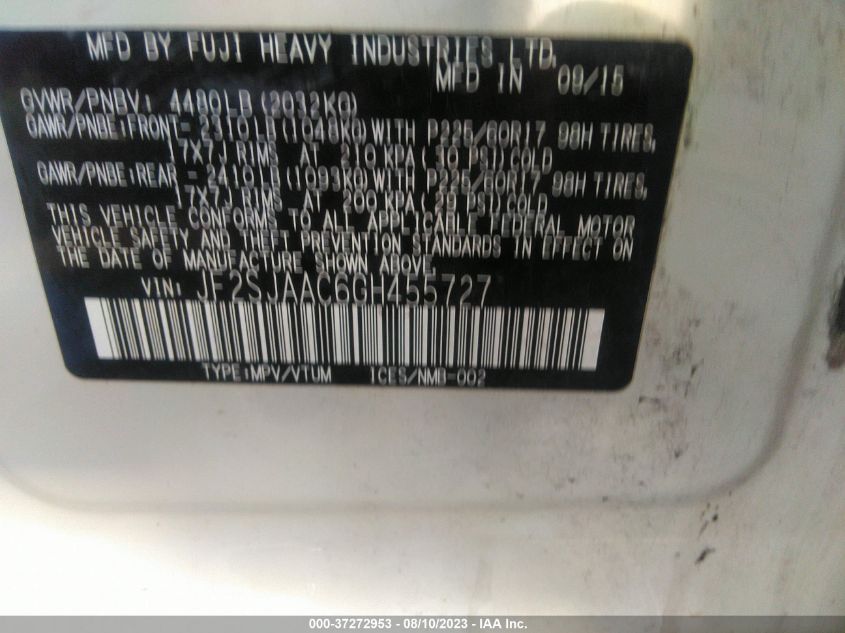 MFD BY FUJI HEAVY INDUSTRIES LTD.
MFD IN 09/15
GVWR/PNBV: 4480LB (2032KG)
GAWR/PNBE:FRONT- 2310LB(1048KG)WITH P225/60R17 98H TIRES,
17X7J RIMS AT 210 KPA( 30 PSI)COLD
GAWR/PNBE:REAR - 2410LB(1093KG)WITH P225/60R17 98H TIRES,
17X7J RIMS AT 200 KPA( 29 PSI)COLD
THIS VEHICLE CONFORMS TO ALL APPLICABLE FEDERAL MOTOR
VEHICLE SAFETY AND THEFT PREVENTION STANDARDS IN EFFECT ON
THE DATE OF MANUFACTURE SHOWN ABOVE.
VIN: JF2SJAAC6GH455727
TYPE:MPV/VTUM ICES/NMB-002
000-37272953 - 08/10/2023 - IAA Inc.